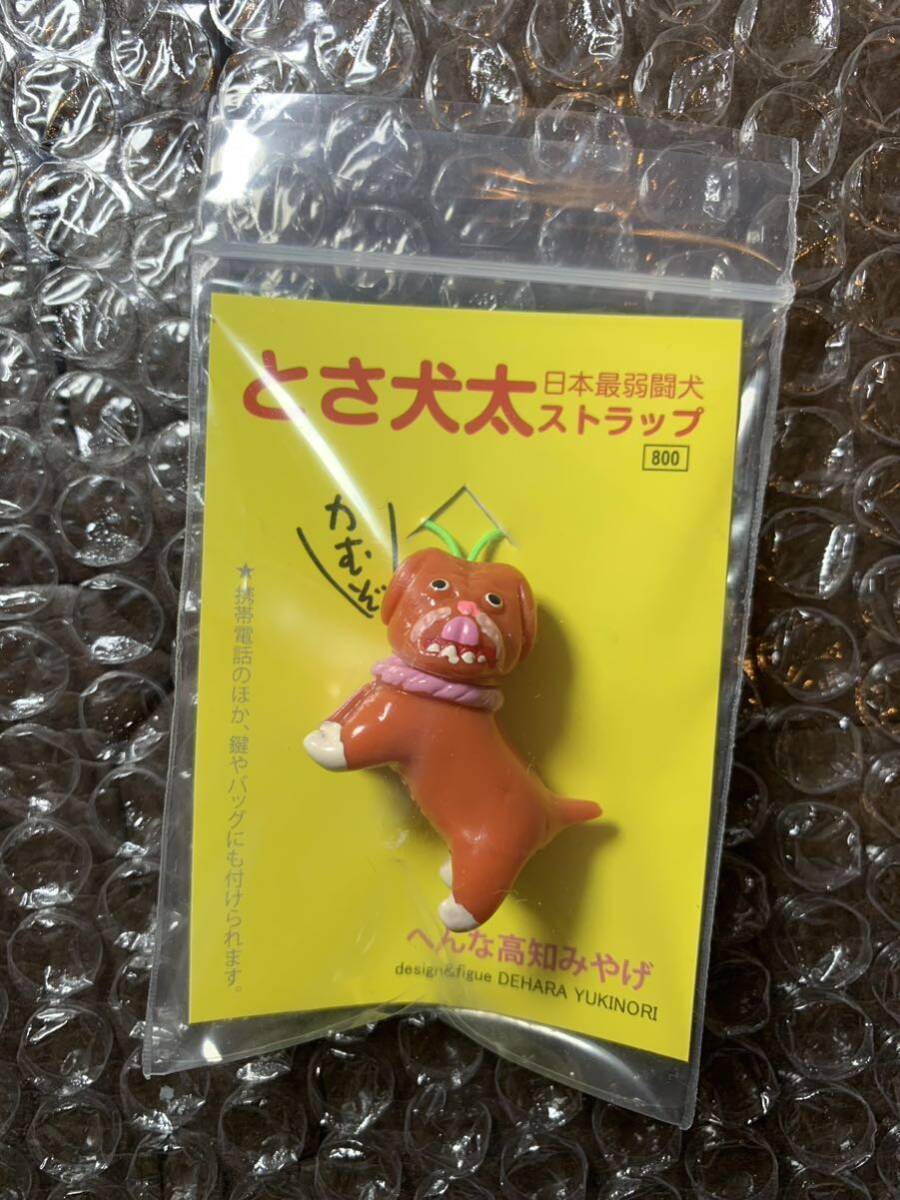 とさ犬太
日本最弱闘犬
ストラップ
800
かむぞ
★携帯電話のほか、鍵やバッグにも付けられます。
へんな高知みやげ
design&figue DEHARA YUKINORI